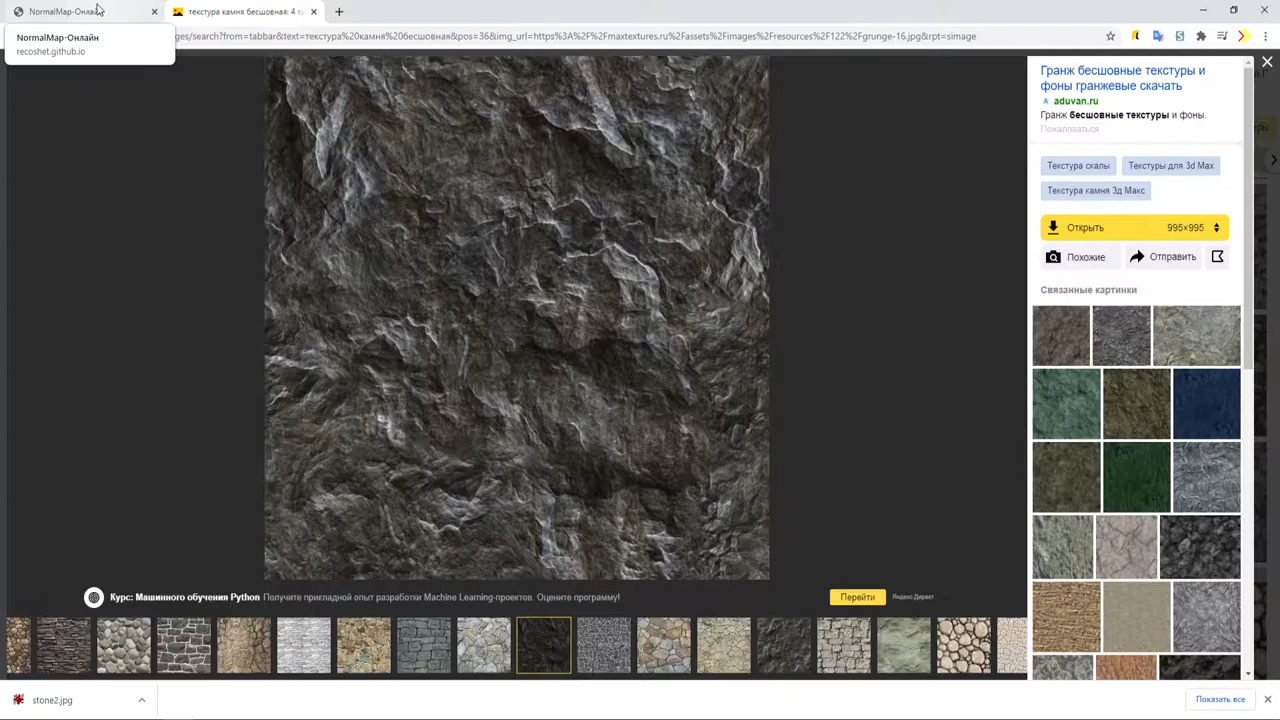 NormalMap-Онлайн
текстура камня бесшовная: 4 т
NormalMap-Онлайн
recoshet.github.io
ges/search?from=tabbar&text=текстура%20камня%20бесшовная&pos=36&img_url=https%3A%2F%2Fmaxtextures.ru%2Fassets%2Fimages%2Fresources%2F122%2Fgrunge-16.jpg&rpt=simage
Гранж бесшовные текстуры и
фоны гранжевые скачать
aduvan.ru
Гранж бесшовные текстуры и фоны.
Пожаловаться
Текстура скалы
Текстуры для 3d Max
Текстура камня 3д Макс
Открыть
995×995
Похожие
Отправить
Связанные картинки
Курс: Машинного обучения Python Получите прикладной опыт разработки Machine Learning-проектов. Оцените программу!
Перейти
Яндекс.Директ
stone2.jpg
Показать все